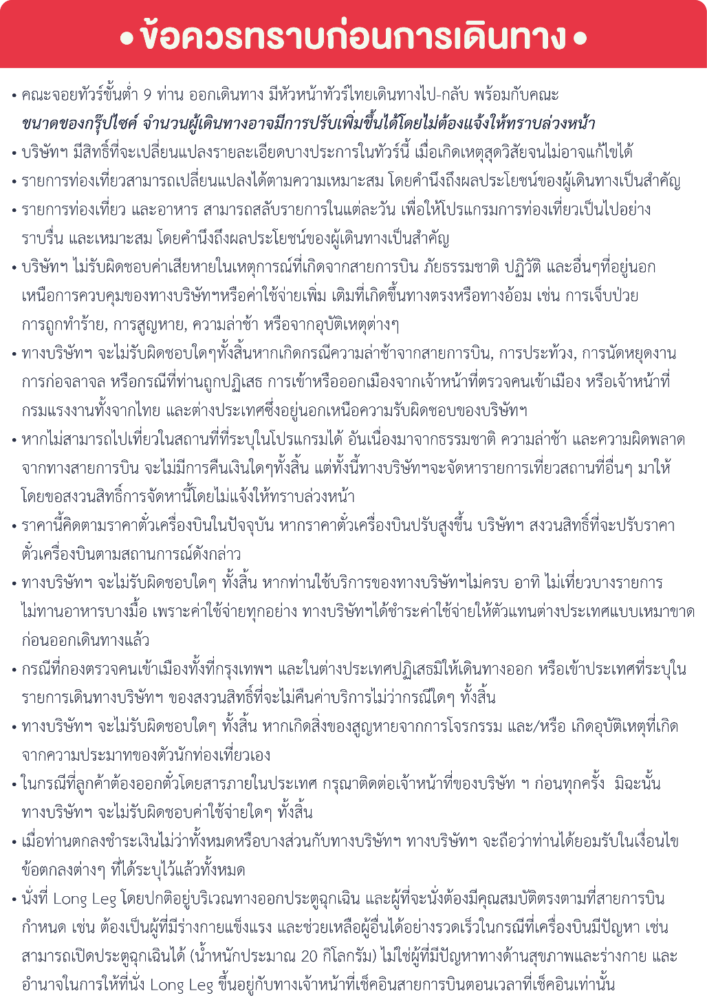 • ข้อควรทราบก่อนการเดินทาง •
• คณะจอยทัวร์ขั้นต่ำ 9 ท่าน ออกเดินทาง มีหัวหน้าทัวร์ไทยเดินทางไป-กลับ พร้อมกับคณะ
ขนาดของกรุ๊ปไซค์ จำนวนผู้เดินทางอาจมีการปรับเพิ่มขึ้นได้โดยไม่ต้องแจ้งให้ทราบล่วงหน้า
• บริษัทฯ มีสิทธิ์ที่จะเปลี่ยนแปลงรายละเอียดบางประการในทัวร์นี้ เมื่อเกิดเหตุสุดวิสัยจนไม่อาจแก้ไขได้
• รายการท่องเที่ยวสามารถเปลี่ยนแปลงได้ตามความเหมาะสม โดยคำนึงถึงผลประโยชน์ของผู้เดินทางเป็นสำคัญ
• รายการท่องเที่ยว และอาหาร สามารถสลับรายการในแต่ละวัน เพื่อให้โปรแกรมการท่องเที่ยวเป็นไปอย่าง
ราบรื่น และเหมาะสม โดยคำนึงถึงผลประโยชน์ของผู้เดินทางเป็นสำคัญ
• บริษัทฯ ไม่รับผิดชอบค่าเสียหายในเหตุการณ์ที่เกิดจากสายการบิน ภัยธรรมชาติ ปฏิวัติ และอื่นๆที่อยู่นอก
เหนือการควบคุมของทางบริษัทฯหรือค่าใช้จ่ายเพิ่ม เติมที่เกิดขึ้นทางตรงหรือทางอ้อม เช่น การเจ็บป่วย
การถูกทำร้าย, การสูญหาย, ความล่าช้า หรือจากอุบัติเหตุต่างๆ
• ทางบริษัทฯ จะไม่รับผิดชอบใดๆทั้งสิ้นหากเกิดกรณีความล่าช้าจากสายการบิน, การประท้วง, การนัดหยุดงาน
การก่อจลาจล หรือกรณีที่ท่านถูกปฏิเสธ การเข้าหรือออกเมืองจากเจ้าหน้าที่ตรวจคนเข้าเมือง หรือเจ้าหน้าที่
กรมแรงงานทั้งจากไทย และต่างประเทศซึ่งอยู่นอกเหนือความรับผิดชอบของบริษัทฯ
• หากไม่สามารถไปเที่ยวในสถานที่ที่ระบุในโปรแกรมได้ อันเนื่องมาจากธรรมชาติ ความล่าช้า และความผิดพลาด
จากทางสายการบิน จะไม่มีการคืนเงินใดๆทั้งสิ้น แต่ทั้งนี้ทางบริษัทฯจะจัดหารายการเที่ยวสถานที่อื่นๆ มาให้
โดยขอสงวนสิทธิ์การจัดหานี้โดยไม่แจ้งให้ทราบล่วงหน้า
• ราคานี้คิดตามราคาตั๋วเครื่องบินในปัจจุบัน หากราคาตั๋วเครื่องบินปรับสูงขึ้น บริษัทฯ สงวนสิทธิ์ที่จะปรับราคา
ตั๋วเครื่องบินตามสถานการณ์ดังกล่าว
• ทางบริษัทฯ จะไม่รับผิดชอบใดๆ ทั้งสิ้น หากท่านใช้บริการของทางบริษัทฯไม่ครบ อาทิ ไม่เที่ยวบางรายการ
ไม่ทานอาหารบางมื้อ เพราะค่าใช้จ่ายทุกอย่าง ทางบริษัทฯได้ชำระค่าใช้จ่ายให้ตัวแทนต่างประเทศแบบเหมาขาด
ก่อนออกเดินทางแล้ว
• กรณีที่กองตรวจคนเข้าเมืองทั้งที่กรุงเทพฯ และในต่างประเทศปฏิเสธมิให้เดินทางออก หรือเข้าประเทศที่ระบุใน
รายการเดินทางบริษัทฯ ของสงวนสิทธิ์ที่จะไม่คืนค่าบริการไม่ว่ากรณีใดๆ ทั้งสิ้น
• ทางบริษัทฯ จะไม่รับผิดชอบใดๆ ทั้งสิ้น หากเกิดสิ่งของสูญหายจากการโจรกรรม และ/หรือ เกิดอุบัติเหตุที่เกิด
จากความประมาทของตัวนักท่องเที่ยวเอง
• ในกรณีที่ลูกค้าต้องออกตั๋วโดยสารภายในประเทศ กรุณาติดต่อเจ้าหน้าที่ของบริษัท ฯ ก่อนทุกครั้ง  มิฉะนั้น
ทางบริษัทฯ จะไม่รับผิดชอบค่าใช้จ่ายใดๆ ทั้งสิ้น
• เมื่อท่านตกลงชำระเงินไม่ว่าทั้งหมดหรือบางส่วนกับทางบริษัทฯ ทางบริษัทฯ จะถือว่าท่านได้ยอมรับในเงื่อนไข
ข้อตกลงต่างๆ ที่ได้ระบุไว้แล้วทั้งหมด
• นั่งที่ Long Leg โดยปกติอยู่บริเวณทางออกประตูฉุกเฉิน และผู้ที่จะนั่งต้องมีคุณสมบัติตรงตามที่สายการบิน
กำหนด เช่น ต้องเป็นผู้ที่มีร่างกายแข็งแรง และช่วยเหลือผู้อื่นได้อย่างรวดเร็วในกรณีที่เครื่องบินมีปัญหา เช่น
สามารถเปิดประตูฉุกเฉินได้ (น้ำหนักประมาณ 20 กิโลกรัม) ไม่ใช่ผู้ที่มีปัญหาทางด้านสุขภาพและร่างกาย และ
อำนาจในการให้ที่นั่ง Long Leg ขึ้นอยู่กับทางเจ้าหน้าที่เช็คอินสายการบินตอนเวลาที่เช็คอินเท่านั้น